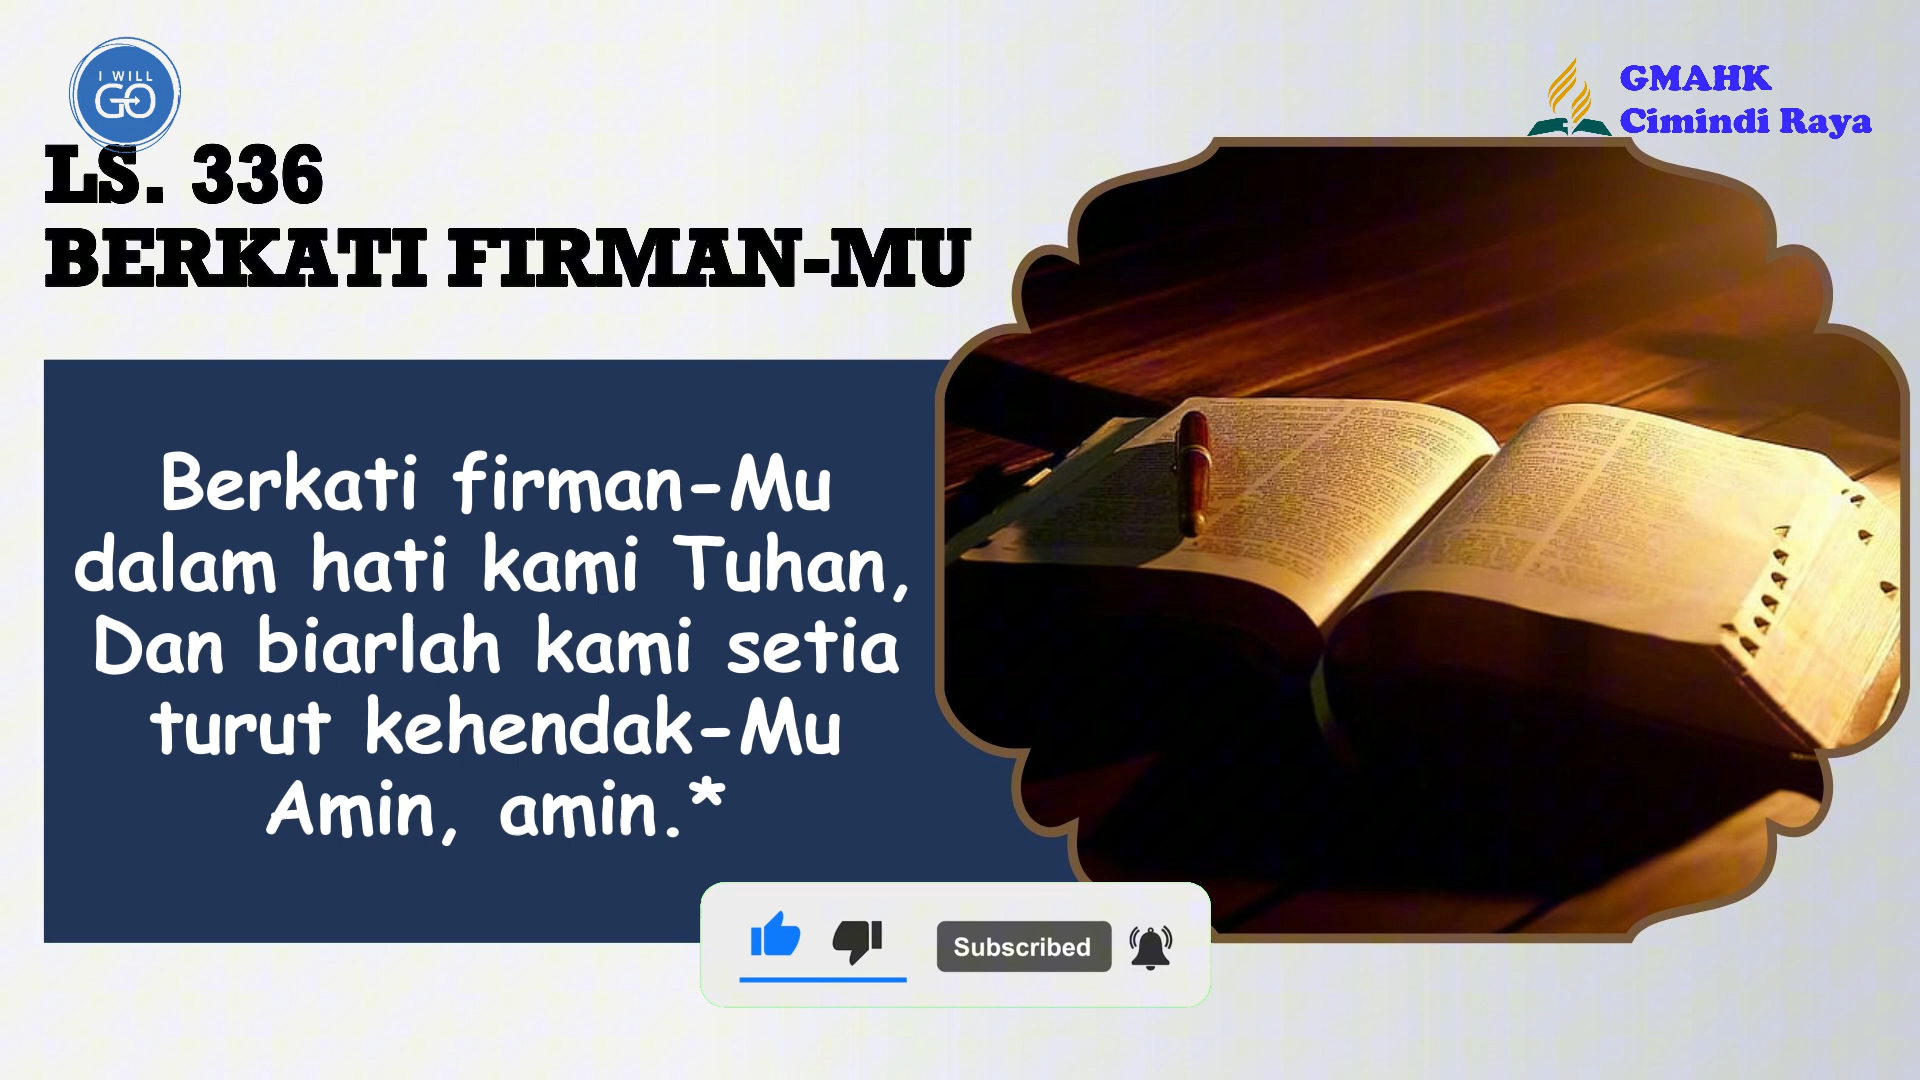 I WILL
GO
GMAHK
Cimindi Raya
LS. 336
BERKATI FIRMAN-MU
Berkati firman-Mu
dalam hati kami Tuhan,
Dan biarlah kami setia
turut kehendak-Mu
Amin, amin.*
Subscribed